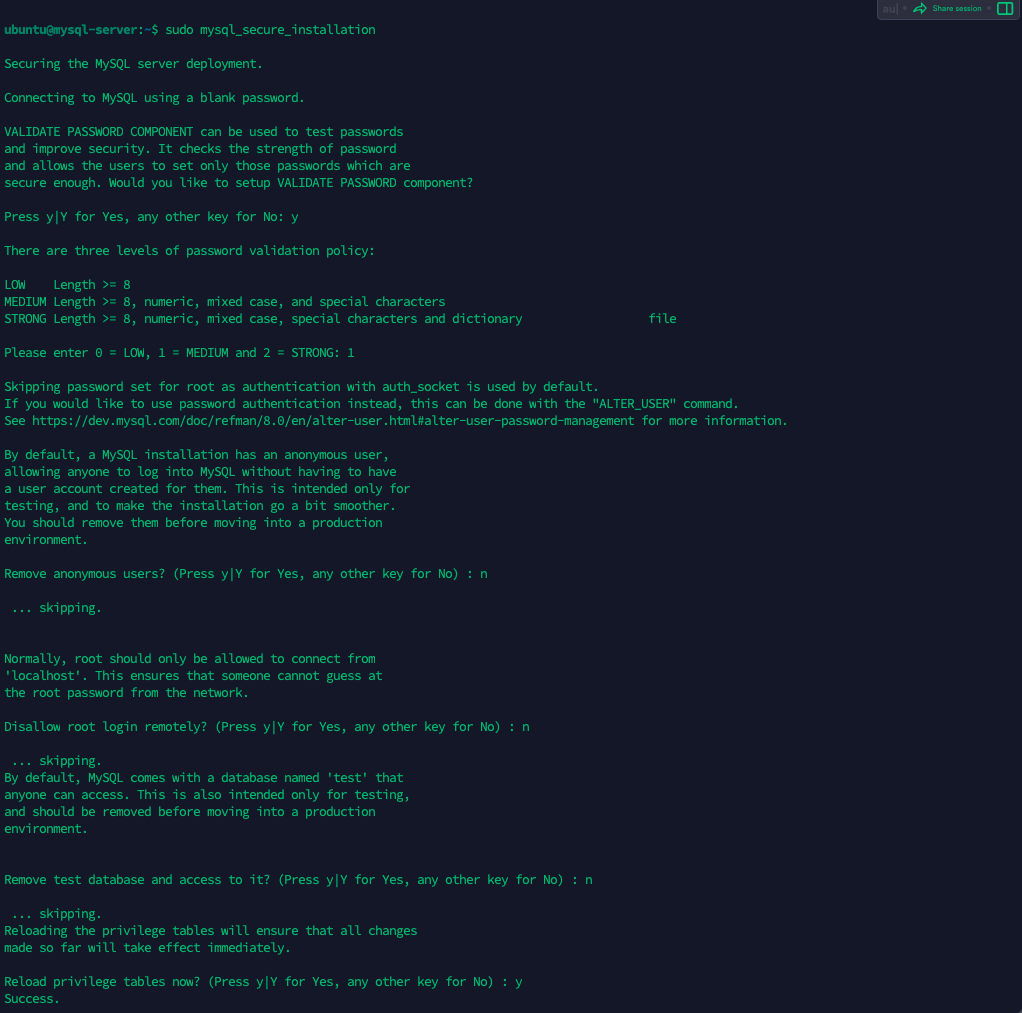 Share session
ubuntu@mysql-server:~$ sudo mysql_secure_installation
Securing the MySQL server deployment.
Connecting to MySQL using a blank password.
VALIDATE PASSWORD COMPONENT can be used to test passwords
and improve security. It checks the strength of password
and allows the users to set only those passwords which are
secure enough. Would you like to setup VALIDATE PASSWORD component?
Press y|Y for Yes, any other key for No: y
There are three levels of password validation policy:
LOW    Length >= 8
MEDIUM Length >= 8, numeric, mixed case, and special characters
STRONG Length >= 8, numeric, mixed case, special characters and dictionary                  file
Please enter 0 = LOW, 1 = MEDIUM and 2 = STRONG: 1
Skipping password set for root as authentication with auth_socket is used by default.
If you would like to use password authentication instead, this can be done with the "ALTER_USER" command.
See https://dev.mysql.com/doc/refman/8.0/en/alter-user.html#alter-user-password-management for more information.
By default, a MySQL installation has an anonymous user,
allowing anyone to log into MySQL without having to have
a user account created for them. This is intended only for
testing, and to make the installation go a bit smoother.
You should remove them before moving into a production
environment.
Remove anonymous users? (Press y|Y for Yes, any other key for No) : n
 ... skipping.
Normally, root should only be allowed to connect from
'localhost'. This ensures that someone cannot guess at
the root password from the network.
Disallow root login remotely? (Press y|Y for Yes, any other key for No) : n
 ... skipping.
By default, MySQL comes with a database named 'test' that
anyone can access. This is also intended only for testing,
and should be removed before moving into a production
environment.
Remove test database and access to it? (Press y|Y for Yes, any other key for No) : n
 ... skipping.
Reloading the privilege tables will ensure that all changes
made so far will take effect immediately.
Reload privilege tables now? (Press y|Y for Yes, any other key for No) : y
Success.